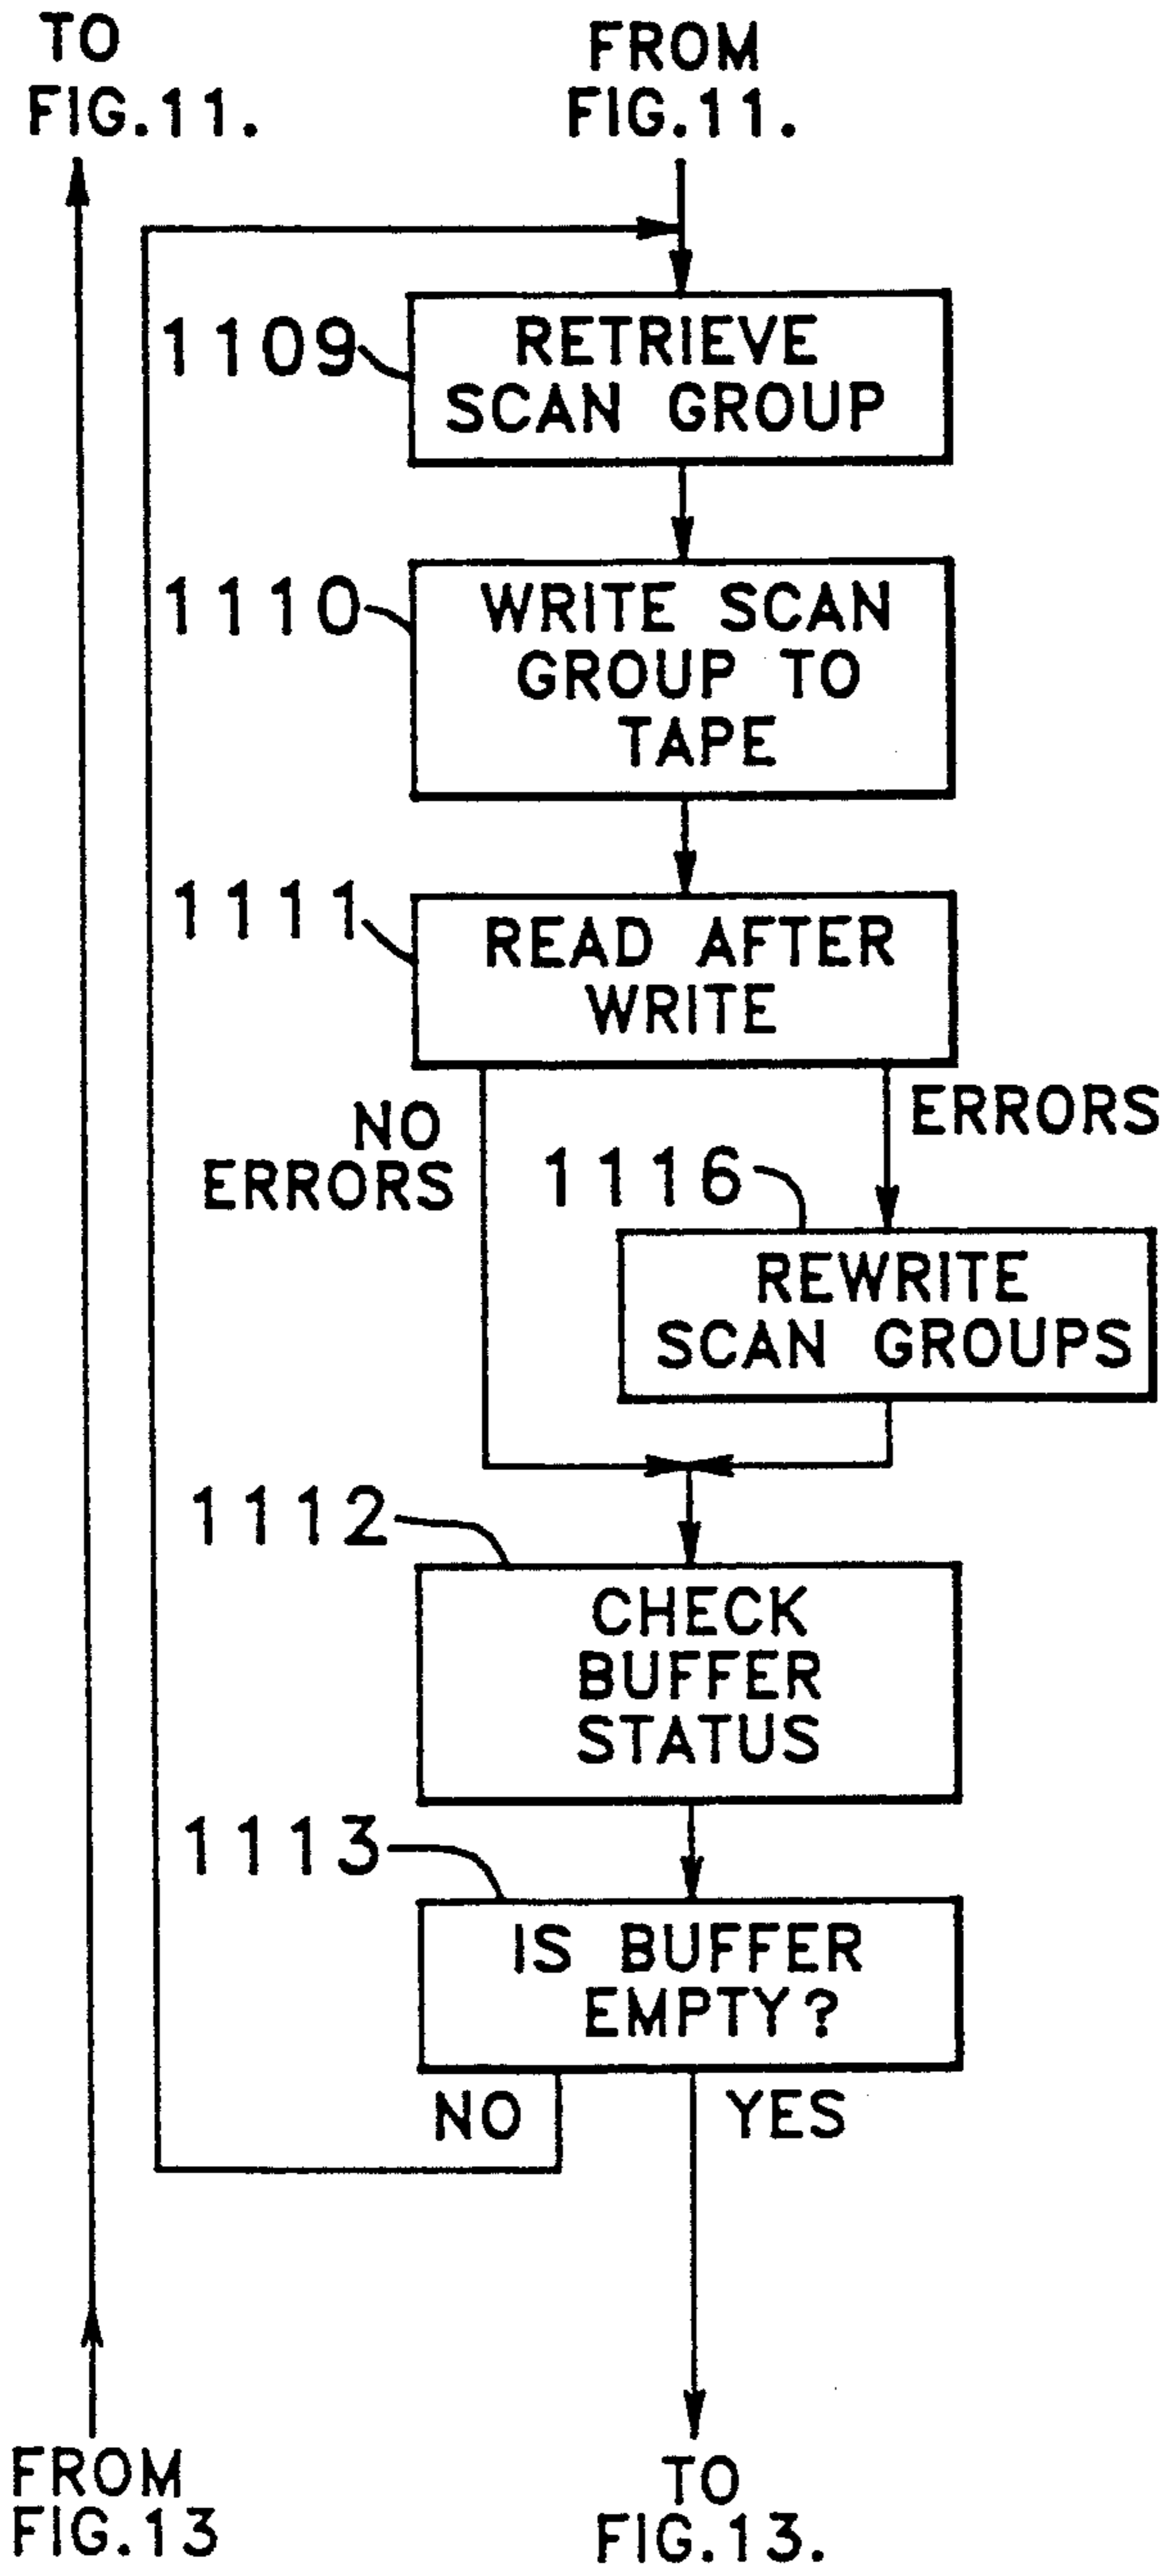 TO
FIG.11.
FROM
FIG.11.
1109
RETRIEVE
SCAN GROUP
1110
WRITE SCAN
GROUP TO
TAPE
1111
READ AFTER
WRITE
NO
ERRORS
ERRORS
1116
REWRITE
SCAN GROUPS
1112
CHECK
BUFFER
STATUS
1113
IS BUFFER
EMPTY?
NO
YES
FROM
FIG.13
TO
FIG.13.